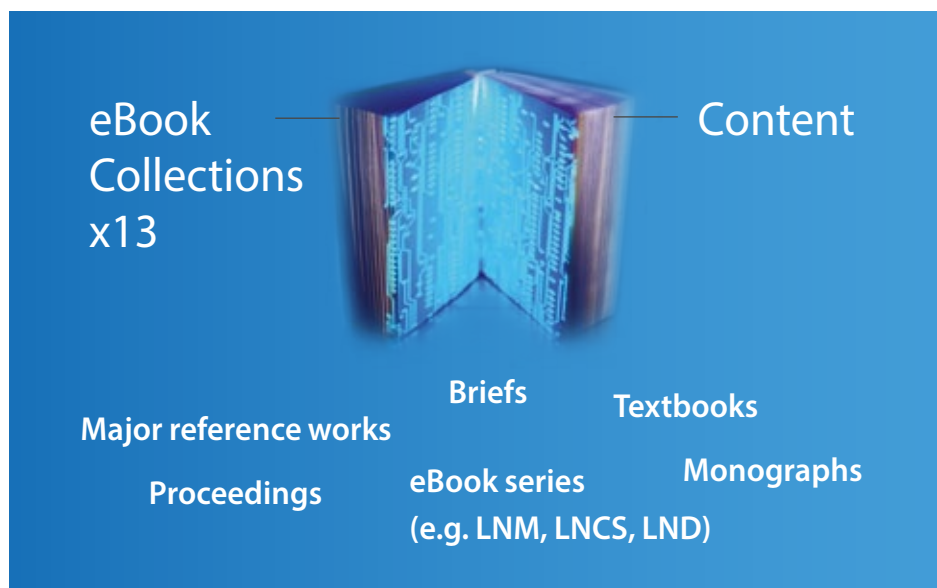 eBook
Collections
x13
Content
Briefs
Textbooks
Major reference works
Monographs
Proceedings
eBook series
(e.g. LNM, LNCS, LND)